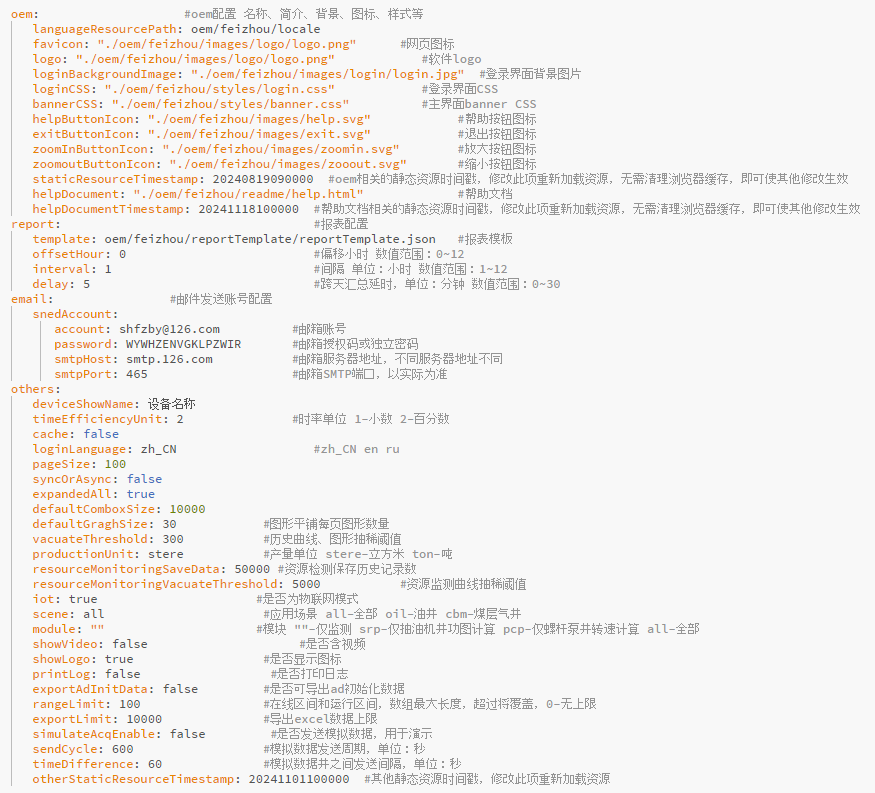 oem:                    #oem配置 名称、简介、背景、图标、样式等
   languageResourcePath: oem/feizhou/locale
   favicon: "./oem/feizhou/images/logo/logo.png"      #网页图标
   logo: "./oem/feizhou/images/logo/logo.png"            #软件logo
   loginBackgroundImage: "./oem/feizhou/images/login/login.jpg"  #登录界面背景图片
   loginCSS: "./oem/feizhou/styles/login.css"            #登录界面CSS
   bannerCSS: "./oem/feizhou/styles/banner.css"          #主界面banner CSS
   helpButtonIcon: "./oem/feizhou/images/help.svg"            #帮助按钮图标
   exitButtonIcon: "./oem/feizhou/images/exit.svg"            #退出按钮图标
   zoomInButtonIcon: "./oem/feizhou/images/zoomin.svg"        #放大按钮图标
   zoomoutButtonIcon: "./oem/feizhou/images/zooout.svg"       #缩小按钮图标
   staticResourceTimestamp: 20240819090000  #oem相关的静态资源时间戳，修改此项重新加载资源，无需清理浏览器缓存，即可使其他修改生效
   helpDocument: "./oem/feizhou/readme/help.html"             #帮助文档
   helpDocumentTimestamp: 20241118100000  #帮助文档相关的静态资源时间戳，修改此项重新加载资源，无需清理浏览器缓存，即可使其他修改生效
report:                                   #报表配置
   template: oem/feizhou/reportTemplate/reportTemplate.json   #报表模板
   offsetHour: 0                          #偏移小时 数值范围：0~12
   interval: 1                            #间隔 单位：小时 数值范围：1~12
   delay: 5                               #跨天汇总延时，单位：分钟 数值范围：0~30
email:                #邮件发送账号配置
   snedAccount:
      account: shfzby@126.com          #邮箱账号
      password: WYWHZENVGKLPZWIR       #邮箱授权码或独立密码
      smtpHost: smtp.126.com           #邮箱服务器地址，不同服务器地址不同
      smtpPort: 465                    #邮箱SMTP端口，以实际为准
others:
   deviceShowName: 设备名称
   timeEfficiencyUnit: 2               #时率单位 1-小数 2-百分数
   cache: false
   loginLanguage: zh_CN                   #zh_CN en ru
   pageSize: 100
   syncOrAsync: false
   expandedAll: true
   defaultComboxSize: 10000
   defaultGraghSize: 30            #图形平铺每页图形数量
   vacuateThreshold: 300           #历史曲线、图形抽稀阈值
   productionUnit: stere           #产量单位 stere-立方米 ton-吨
   resourceMonitoringSaveData: 50000 #资源检测保存历史记录数
   resourceMonitoringVacuateThreshold: 5000           #资源监测曲线抽稀阈值
   iot: true                      #是否为物联网模式
   scene: all                      #应用场景 all-全部 oil-油井 cbm-煤层气井
   module: ""                     #模块 ""-仅监测 srp-仅抽油机井功图计算 pcp-仅螺杆泵井转速计算 all-全部
   showVideo: false                     #是否含视频
   showLogo: true                  #是否显示图标
   printLog: false                  #是否打印日志
   exportAdInitData: false         #是否可导出ad初始化数据
   rangeLimit: 100                 #在线区间和运行区间，数组最大长度，超过将覆盖，0-无上限
   exportLimit: 10000              #导出excel数据上限
   simulateAcqEnable: false         #是否发送模拟数据，用于演示
   sendCycle: 600                  #模拟数据发送周期，单位：秒
   timeDifference: 60              #模拟数据井之间发送间隔，单位：秒
   otherStaticResourceTimestamp: 20241101100000  #其他静态资源时间戳，修改此项重新加载资源